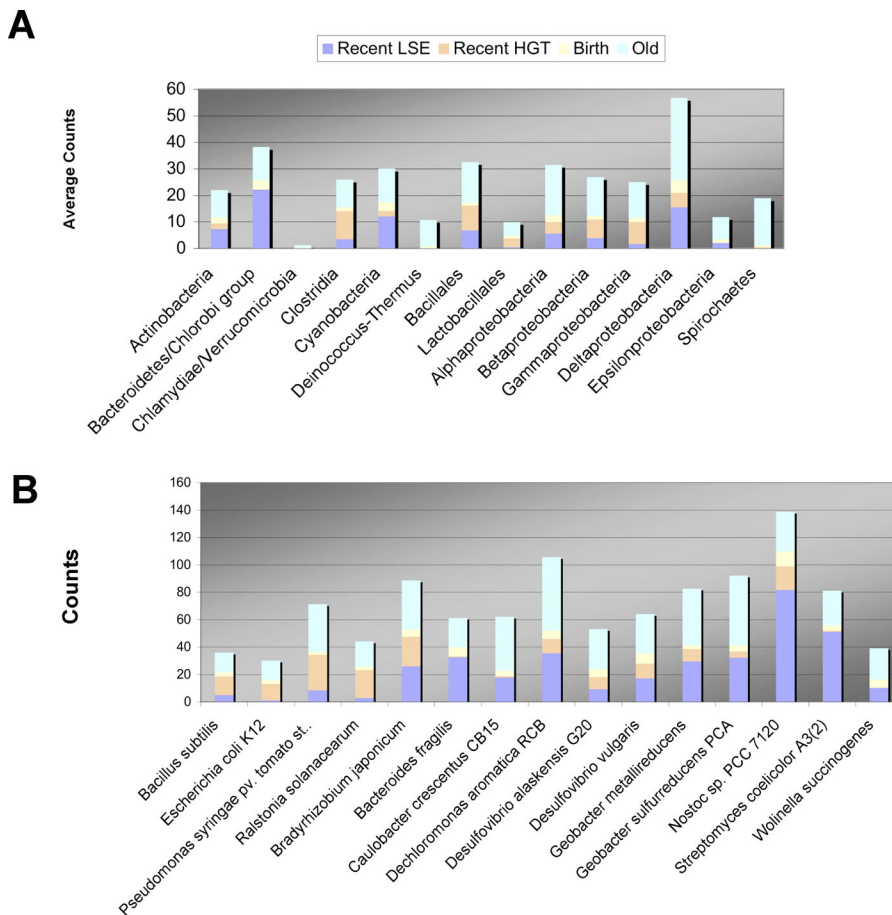 A
Recent LSE Recent HGT Birth Old
Average Counts
60
50
40
30
20
10
0
Actinobacteria
Bacteroidetes/Chlorobi group
Chlamydiae/Verrucomicrobia
Clostridia
Cyanobacteria
Deinococcus-Thermus
Bacillales
Lactobacillales
Alphaproteobacteria
Betaproteobacteria
Gammaproteobacteria
Deltaproteobacteria
Epsilonproteobacteria
Spirochaetes
B
Counts
160
140
120
100
80
60
40
20
0
Bacillus subtilis
Escherichia coli K12
Pseudomonas syringae pv. tomato st..
Ralstonia solanacearum
Bradyrhizobium japonicum
Bacteroides fragilis
Caulobacter crescentus CB15
Dechloromonas aromatica RCB
Desulfovibrio alaskensis G20
Desulfovibrio vulgaris
Geobacter metallireducens
Geobacter sulfurreducens PCA
Nostoc sp. PCC 7120
Streptomyces coelicolor A3(2)
Wolinella succinogenes